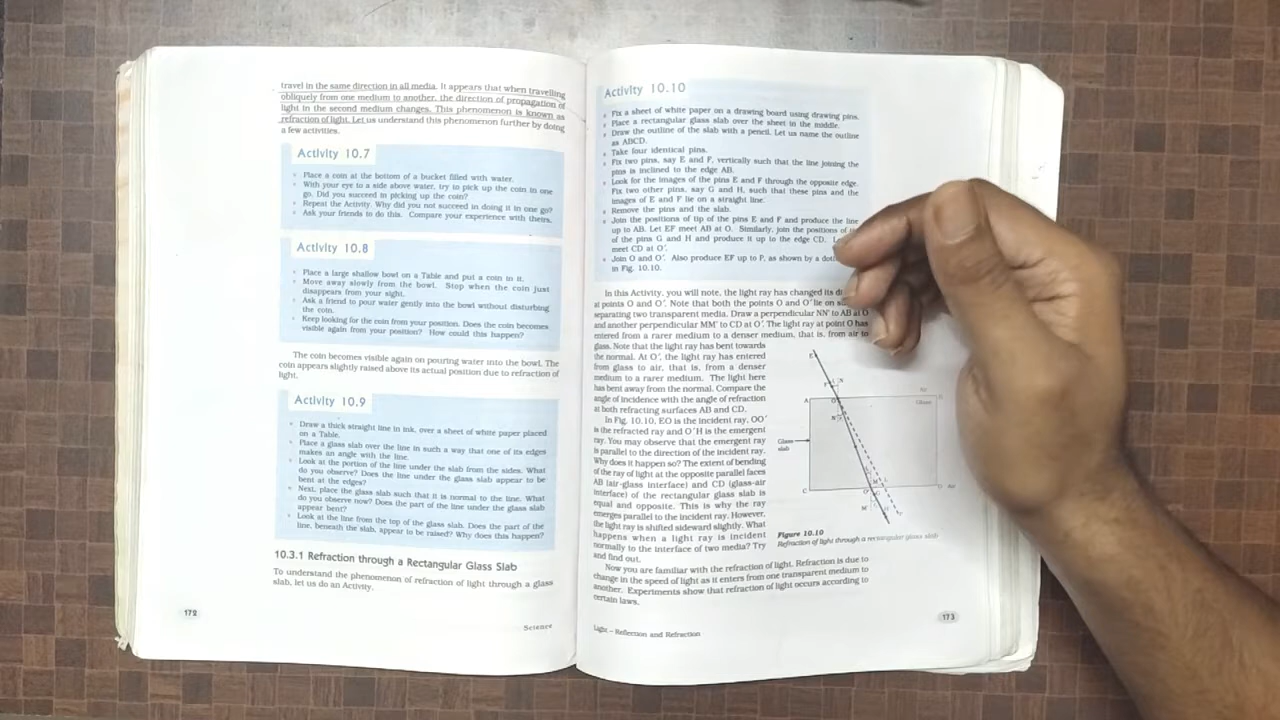 travel in the same direction in all media. It appears that when travelling
obliquely from one medium to another, the direction of propagation of
light in the second medium changes. This phenomenon is known as
refraction of light. Let us understand this phenomenon further by doing
a few activities.
Activity 10.7
Place a coin at the bottom of a bucket filled with water.
With your eye to a side above water, try to pick up the coin in one
go. Did you succeed in picking up the coin?
Repeat the Activity. Why did you not succeed in doing it in one go?
Ask your friends to do this. Compare your experience with theirs.
Activity 10.8
Place a large shallow bowl on a Table and put a coin in it.
Move away slowly from the bowl. Stop when the coin just
disappears from your sight.
Ask a friend to pour water gently into the bowl without disturbing
the coin.
Keep looking for the coin from your position. Does the coin becomes
visible again from your position? How could this happen?
The coin becomes visible again on pouring water into the bowl. The
coin appears slightly raised above its actual position due to refraction of
light.
Activity 10.9
Draw a thick straight line in ink, over a sheet of white paper placed
on a Table.
Place a glass slab over the line in such a way that one of its edges
makes an angle with the line.
Look at the portion of the line under the slab from the sides. What
do you observe? Does the line under the glass slab appear to be
bent at the edges?
Next, place the glass slab such that it is normal to the line. What
do you observe now? Does the part of the line under the glass slab
appear bent?
Look at the line from the top of the glass slab. Does the part of the
line, beneath the slab, appear to be raised? Why does this happen?
10.3.1 Refraction through a Rectangular Glass Slab
To understand the phenomenon of refraction of light through a glass
slab, let us do an Activity.
172
Science
Activity 10.10
Fix a sheet of white paper on a drawing board using drawing pins.
Place a rectangular glass slab over the sheet in the middle.
Draw the outline of the slab with a pencil. Let us name the outline
as ABCD.
Take four identical pins.
Fix two pins, say E and F, vertically such that the line joining the
pins is inclined to the edge AB.
Look for the images of the pins E and F through the opposite edge.
Fix two other pins, say G and H, such that these pins and the
images of E and F lie on a straight line.
Remove the pins and the slab.
Join the positions of tip of the pins E and F and produce the line
up to AB. Let EF meet AB at O. Similarly, join the positions of
of the pins G and H and produce it up to the edge CD.
meet CD at O′.
Join O and O′. Also produce EF up to P, as shown by a
in Fig. 10.10.
In this Activity, you will note, the light ray has changed its
at points O and O′. Note that both the points O and O′ lie on
separating two transparent media. Draw a perpendicular NN′ to AB at O
and another perpendicular MM′ to CD at O′. The light ray at point O has
entered from a rarer medium to a denser medium, that is, from air to
glass. Note that the light ray has bent towards
the normal. At O′, the light ray has entered
from glass to air, that is, from a denser
medium to a rarer medium. The light here
has bent away from the normal. Compare the
angle of incidence with the angle of refraction
at both refracting surfaces AB and CD.
In Fig. 10.10, EO is the incident ray, OO′
is the refracted ray and O′H is the emergent
ray. You may observe that the emergent ray
is parallel to the direction of the incident ray.
Why does it happen so? The extent of bending
of the ray of light at the opposite parallel faces
AB (air-glass interface) and CD (glass-air
interface) of the rectangular glass slab is
equal and opposite. This is why the ray
emerges parallel to the incident ray. However,
the light ray is shifted sideward slightly. What
happens when a light ray is incident
normally to the interface of two media? Try
and find out.
E
N
A
O
Air
B
Glass
Glass
slab
C
D
Air
Figure 10.10
Refraction of light through a rectangular glass slab
Now you are familiar with the refraction of light. Refraction is due to
change in the speed of light as it enters from one transparent medium to
another. Experiments show that refraction of light occurs according to
certain laws.
Light – Reflection and Refraction
173